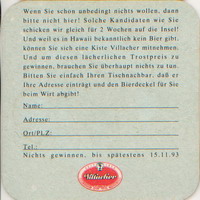 Wenn Sie schon unbedingt nichts wollen, dann
bitte nicht hier! Solche Kandidaten wie Sie
schicken wir gleich für 2 Wochen auf die Insel!
Und weil es in Hawaii bekanntlich kein Bier gibt,
können Sie sich eine Kiste Villacher mitnehmen.
Und um diesen lächerlichen Trostpreis zu
gewinnen, brauchen Sie überhaupt nichts zu tun.
Bitten Sie einfach Ihren Tischnachbar, daß er
Ihre Adresse einträgt und den Bierdeckel für Sie
beim Wirt abgibt!
Name:
Adresse:
Ort/PLZ:
Tel.:
Nichts gewinnen, bis spätestens 15.11.93
Villacher